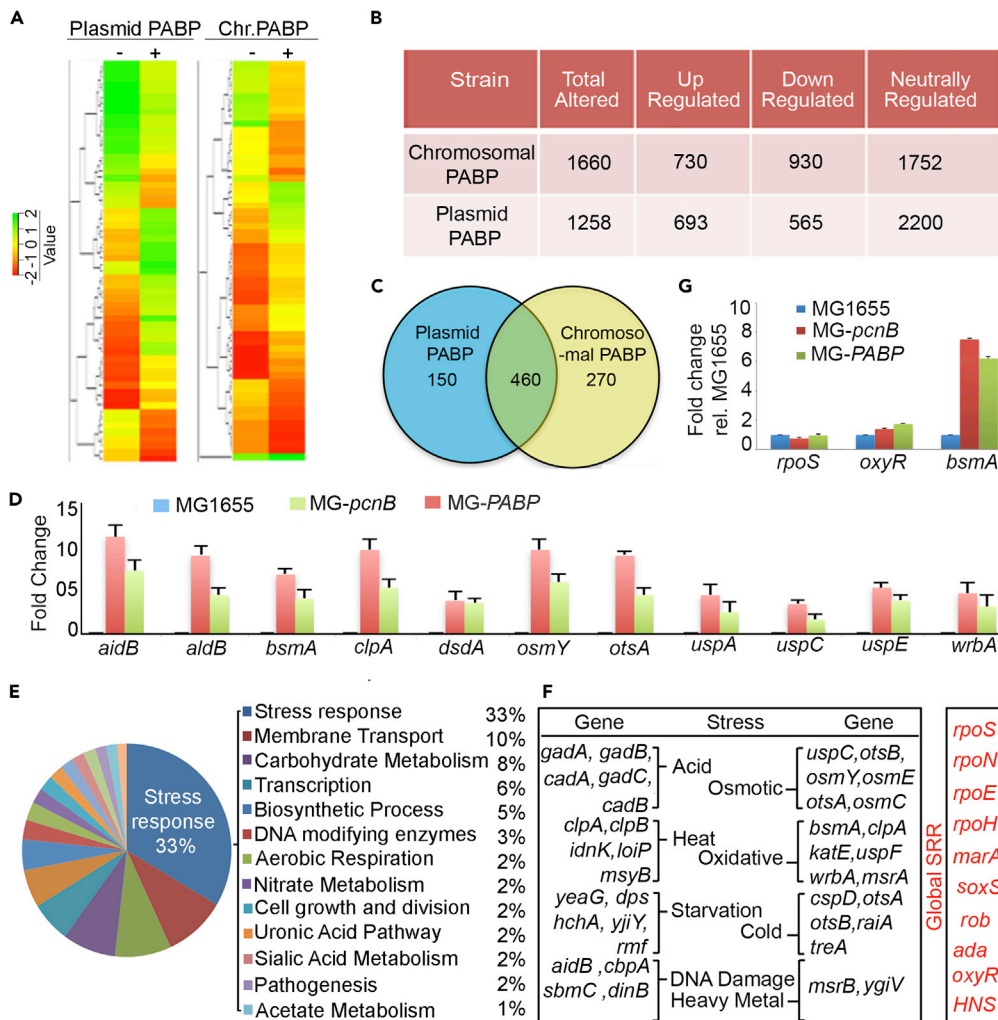 A
Plasmid PABP Chr.PABP
- + - +
-2 -1 0 1 2
Value
B
Strain Total Altered Up Regulated Down Regulated Neutrally Regulated
Chromosomal PABP 1660 730 930 1752
Plasmid PABP 1258 693 565 2200
C
Plasmid PABP
150
460
Chromoso
-mal PABP
270
G
MG1655
MG-pcnB
MG-PABP
Fold change
rel. MG1655
10
8
6
4
2
0
rpoS oxyR bsmA
D
MG1655 MG-pcnB MG-PABP
Fold Change
15
10
05
0
aidB aldB bsmA clpA dsdA osmY otsA uspA uspC uspE wrbA
E
Stress
response
33%
Stress response 33%
Membrane Transport 10%
Carbohydrate Metabolism 8%
Transcription 6%
Biosynthetic Process 5%
DNA modifying enzymes 3%
Aerobic Respiration 2%
Nitrate Metabolism 2%
Cell growth and division 2%
Uronic Acid Pathway 2%
Sialic Acid Metabolism 2%
Pathogenesis 2%
Acetate Metabolism 1%
F
Gene Stress Gene
gadA, gadB,
cadA, gadC,
cadB
Acid
Osmotic
uspC,otsB,
osmY,osmE
otsA,osmC
clpA,clpB
idnK,loiP
msyB
Heat
Oxidative
bsmA,clpA
katE,uspF
wrbA,msrA
yeaG, dps
hchA, yjiY,
rmf
Starvation
Cold
cspD,otsA
otsB,raiA
treA
aidB ,cbpA
sbmC ,dinB
DNA Damage
Heavy Metal
msrB,ygiV
Global SRR
rpoS
rpoN
rpoE
rpoH
marA
soxS
rob
ada
oxyR
HNS